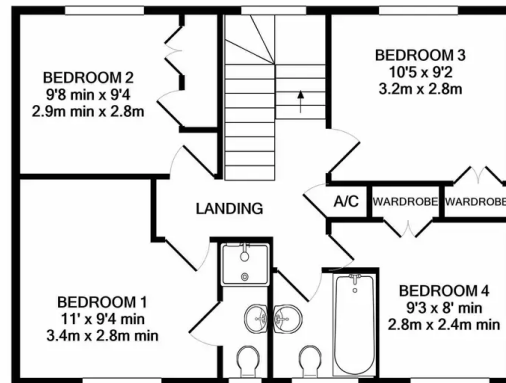 BEDROOM 2
9'8 min x 9'4
2.9m min x 2.8m
BEDROOM 3
10'5 x 9'2
3.2m x 2.8m
LANDING
A/C
WARDROBE
WARDROBE
BEDROOM 1
11' x 9'4 min
3.4m x 2.8m min
BEDROOM 4
9'3 x 8' min
2.8m x 2.4m min